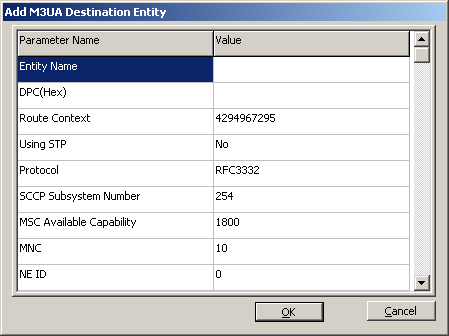 Add M3UA Destination Entity
Parameter Name Value
Entity Name
DPC(Hex)
Route Context 4294967295
Using STP No
Protocol RFC3332
SCCP Subsystem Number 254
MSC Available Capability 1800
MNC 10
NE ID 0
OK Cancel